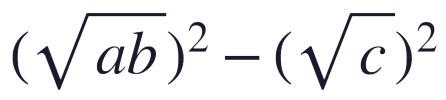 (√ab)² − (√c)²